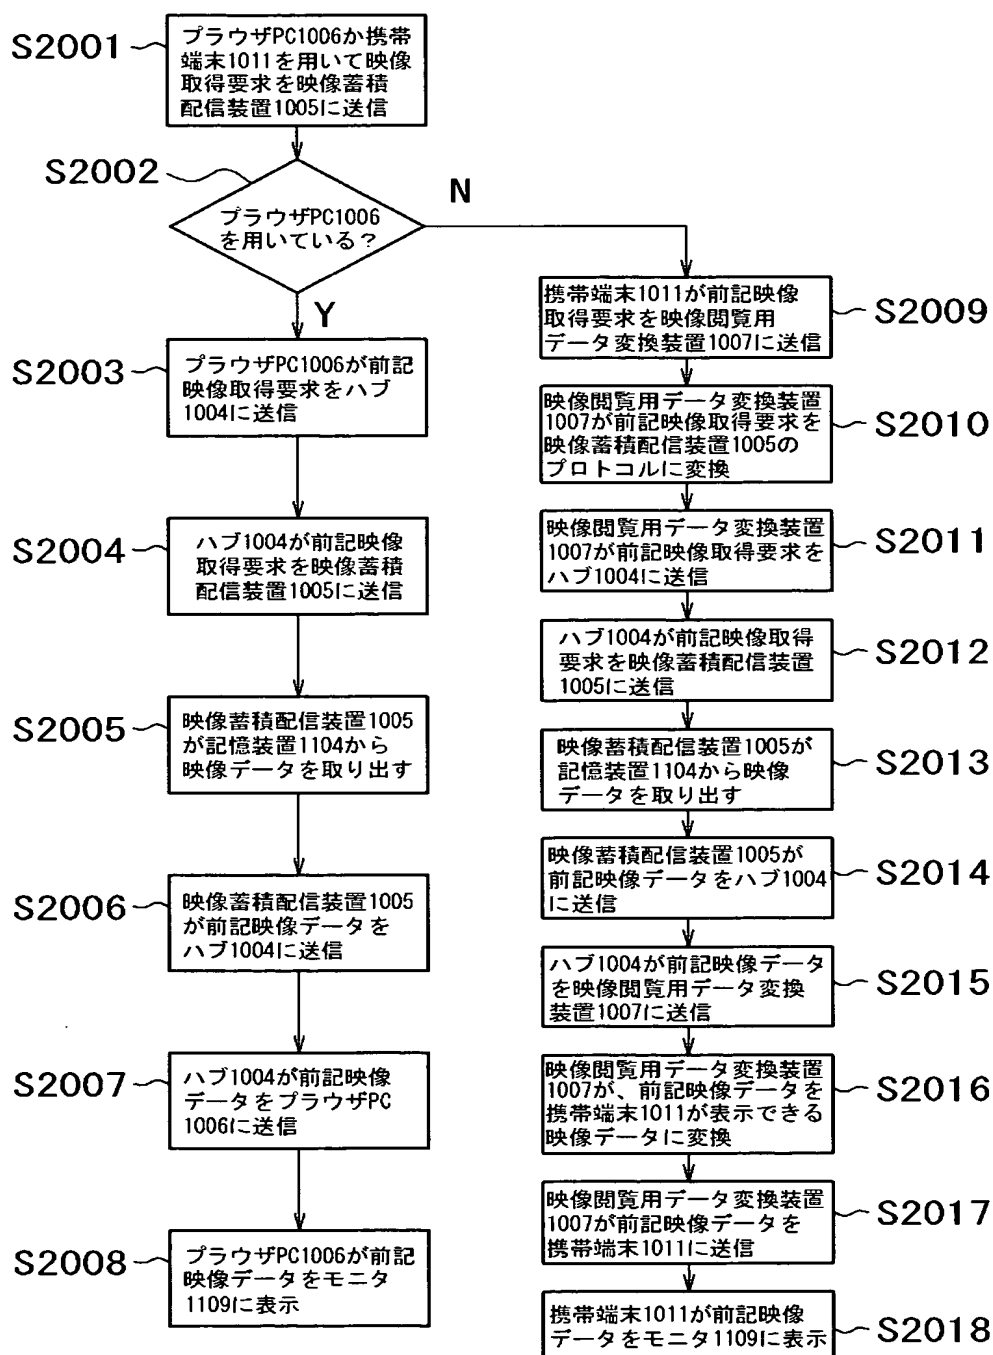 S2001
プラウザPC1006か携帯
端末1011を用いて映像
取得要求を映像蓄積
配信装置1005に送信
S2002
プラウザPC1006
を用いている？
N
Y
S2003
プラウザPC1006が前記
映像取得要求をハブ
1004に送信
S2004
ハブ1004が前記映像
取得要求を映像蓄積
配信装置1005に送信
S2005
映像蓄積配信装置1005
が記憶装置1104から
映像データを取り出す
S2006
映像蓄積配信装置1005
が前記映像データを
ハブ1004に送信
S2007
ハブ1004が前記映像
データをプラウザPC
1006に送信
S2008
プラウザPC1006が前記
映像データをモニタ
1109に表示
携帯端末1011が前記映像
取得要求を映像閲覧用
データ変換装置1007に送信
S2009
映像閲覧用データ変換装置
1007が前記映像取得要求を
映像蓄積配信装置1005の
プロトコルに変換
S2010
映像閲覧用データ変換装置
1007が前記映像取得要求を
ハブ1004に送信
S2011
ハブ1004が前記映像取得
要求を映像蓄積配信装置
1005に送信
S2012
映像蓄積配信装置1005が
記憶装置1104から映像
データを取り出す
S2013
映像蓄積配信装置1005が
前記映像データをハブ1004
に送信
S2014
ハブ1004が前記映像データ
を映像閲覧用データ変換
装置1007に送信
S2015
映像閲覧用データ変換装置
1007が、前記映像データを
携帯端末1011が表示できる
映像データに変換
S2016
映像閲覧用データ変換装置
1007が前記映像データを
携帯端末1011に送信
S2017
携帯端末1011が前記映像
データをモニタ1109に表示
S2018